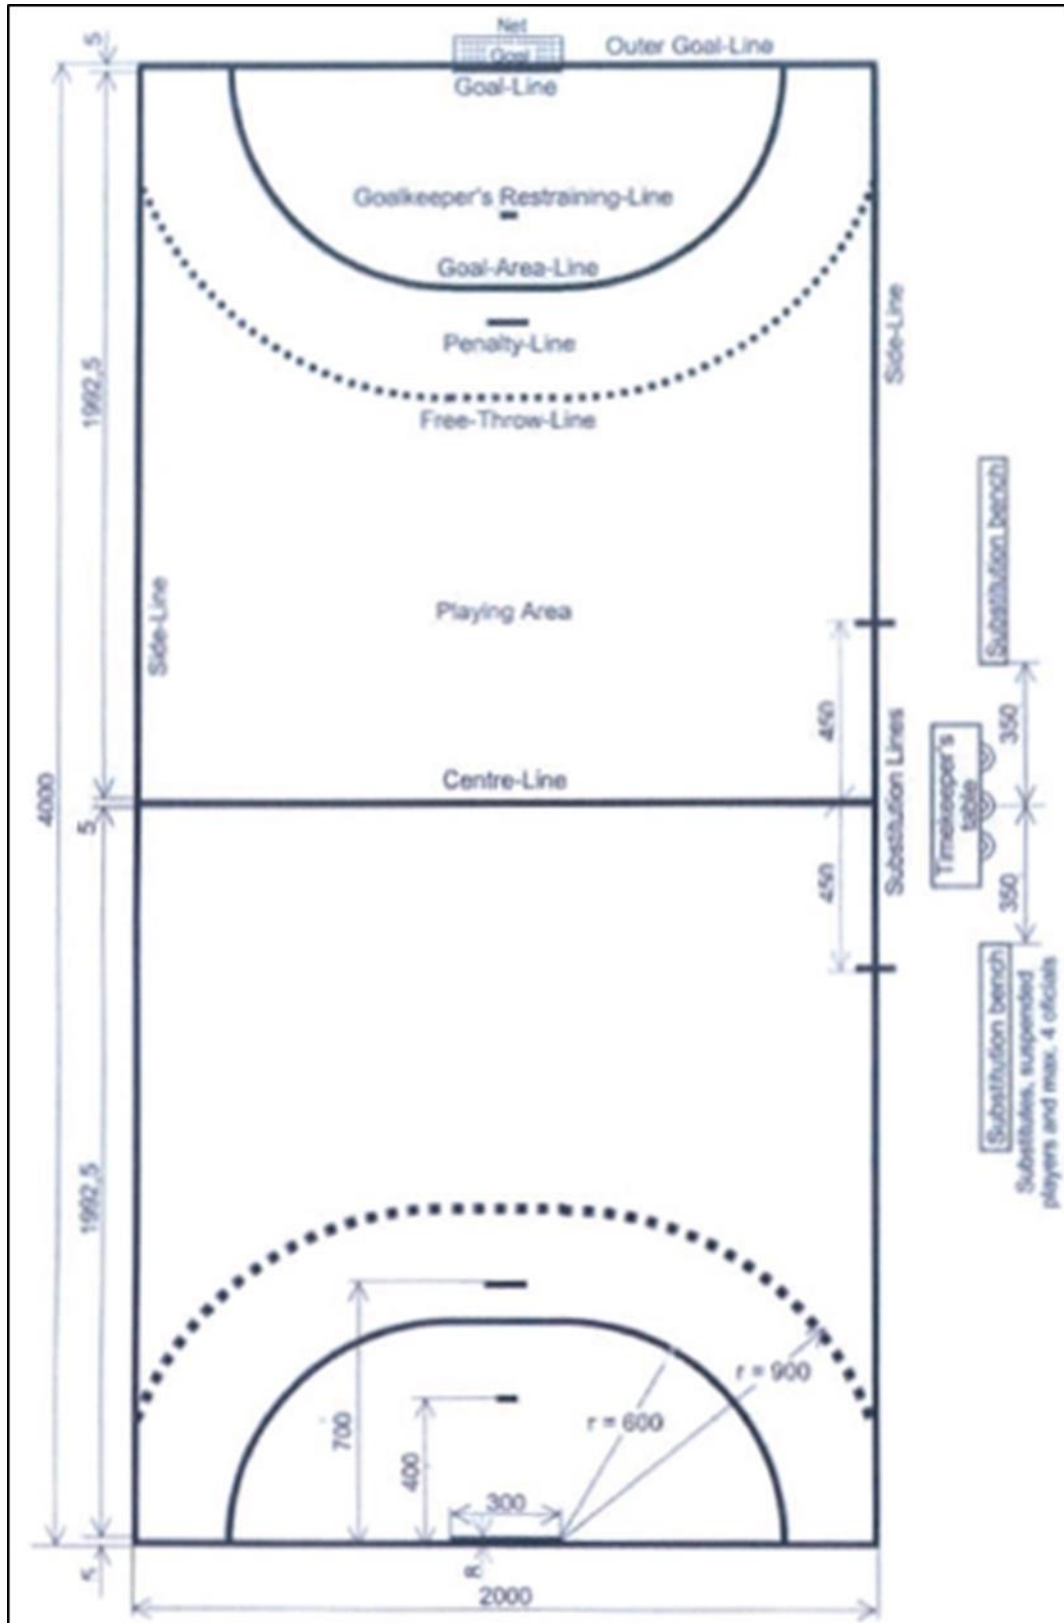 Net
Goal
Outer Goal-Line
5
Goal-Line
Goalkeeper's Restraining-Line
Goal-Area-Line
Penalty-Line
Side-Line
1992,5
Free-Throw-Line
Substitution bench
Side-Line
Playing Area
450
350
Substitution Lines
Timekeeper's
table
4000
Centre-Line
5
450
350
Substitution bench
Substitutes, suspended
players and max. 4 oficials
1992,5
r = 900
r = 600
700
400
300
5
8
2000